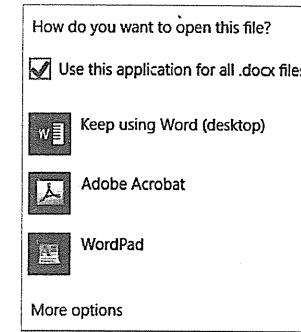 How do you want to open this file?
Use this application for all .docx files
Keep using Word (desktop)
Adobe Acrobat
WordPad
More options